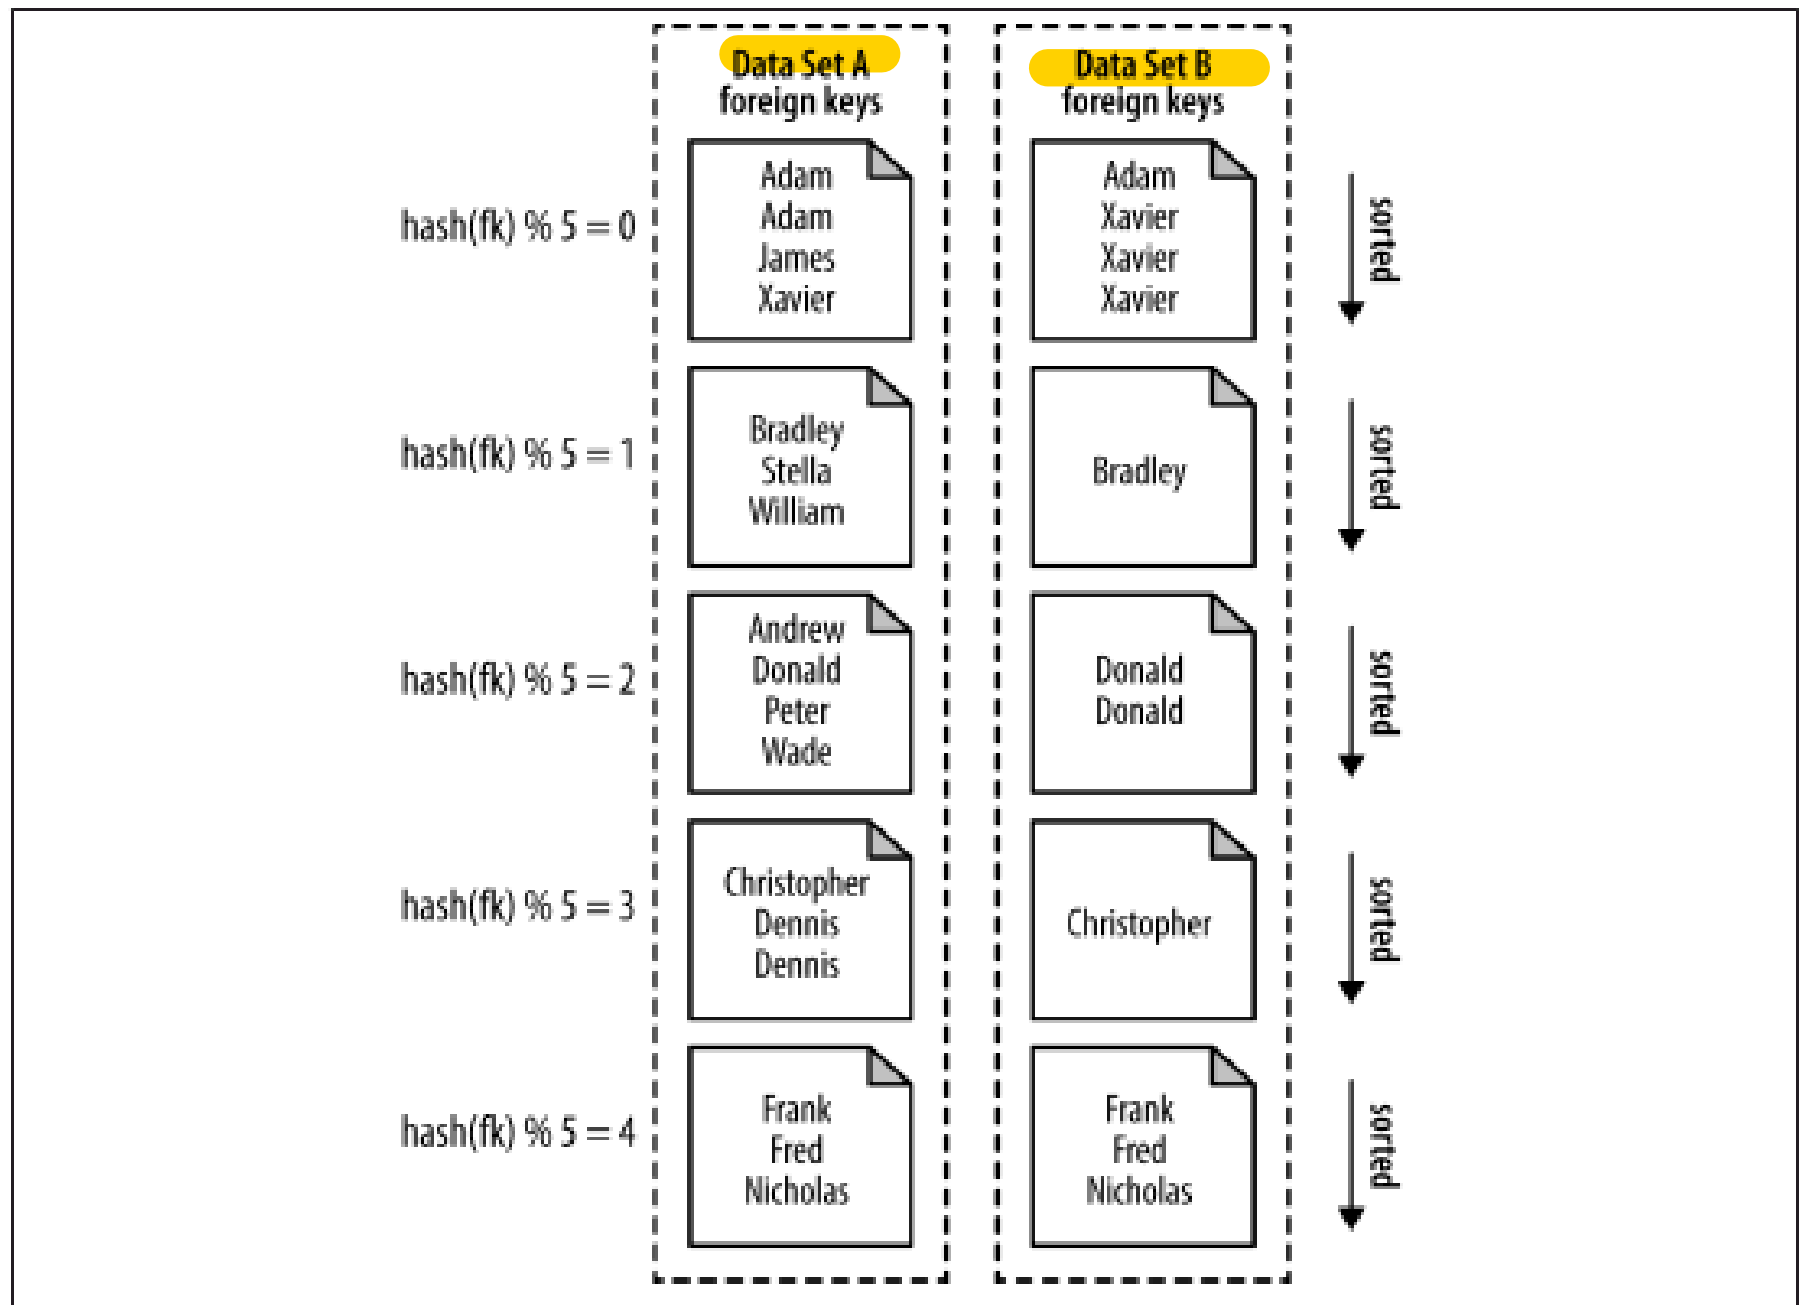 Data Set A
foreign keys
Data Set B
foreign keys
hash(fk) % 5 = 0
Adam
Adam
James
Xavier
Adam
Xavier
Xavier
Xavier
sorted
hash(fk) % 5 = 1
Bradley
Stella
William
Bradley
sorted
hash(fk) % 5 = 2
Andrew
Donald
Peter
Wade
Donald
Donald
sorted
hash(fk) % 5 = 3
Christopher
Dennis
Dennis
Christopher
sorted
hash(fk) % 5 = 4
Frank
Fred
Nicholas
Frank
Fred
Nicholas
sorted